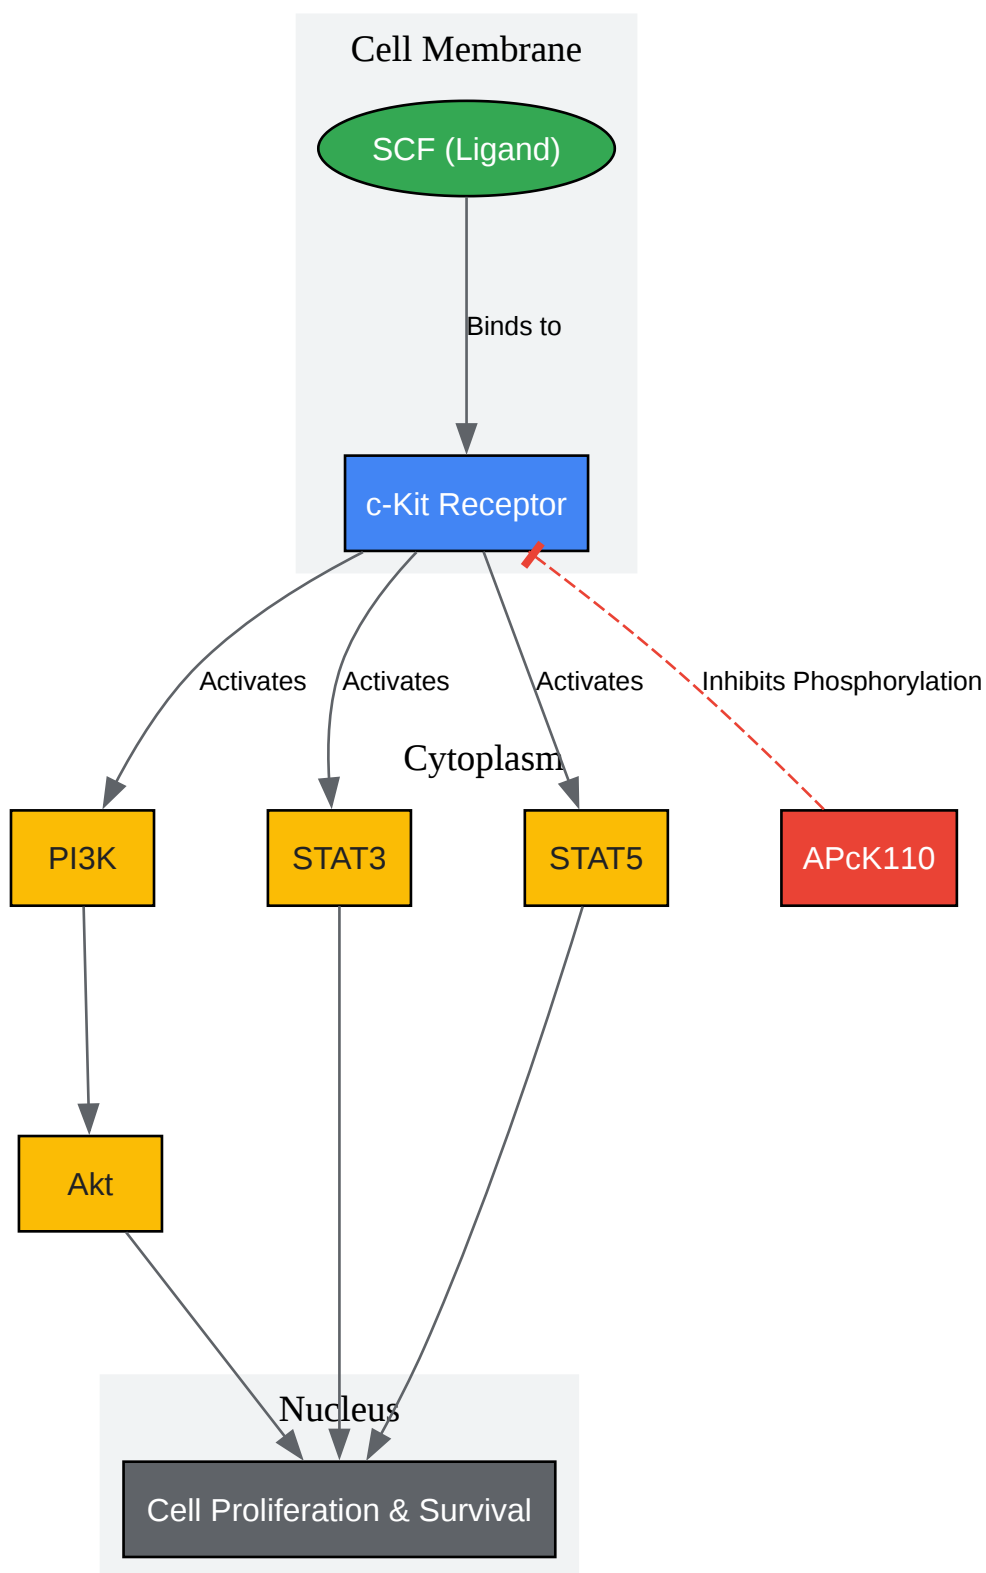 Cell Membrane
SCF (Ligand)
Binds to
c-Kit Receptor
Activates
Activates
Activates
Inhibits Phosphorylation
Cytoplasm
PI3K
STAT3
STAT5
APcK110
Akt
Nucleus
Cell Proliferation & Survival